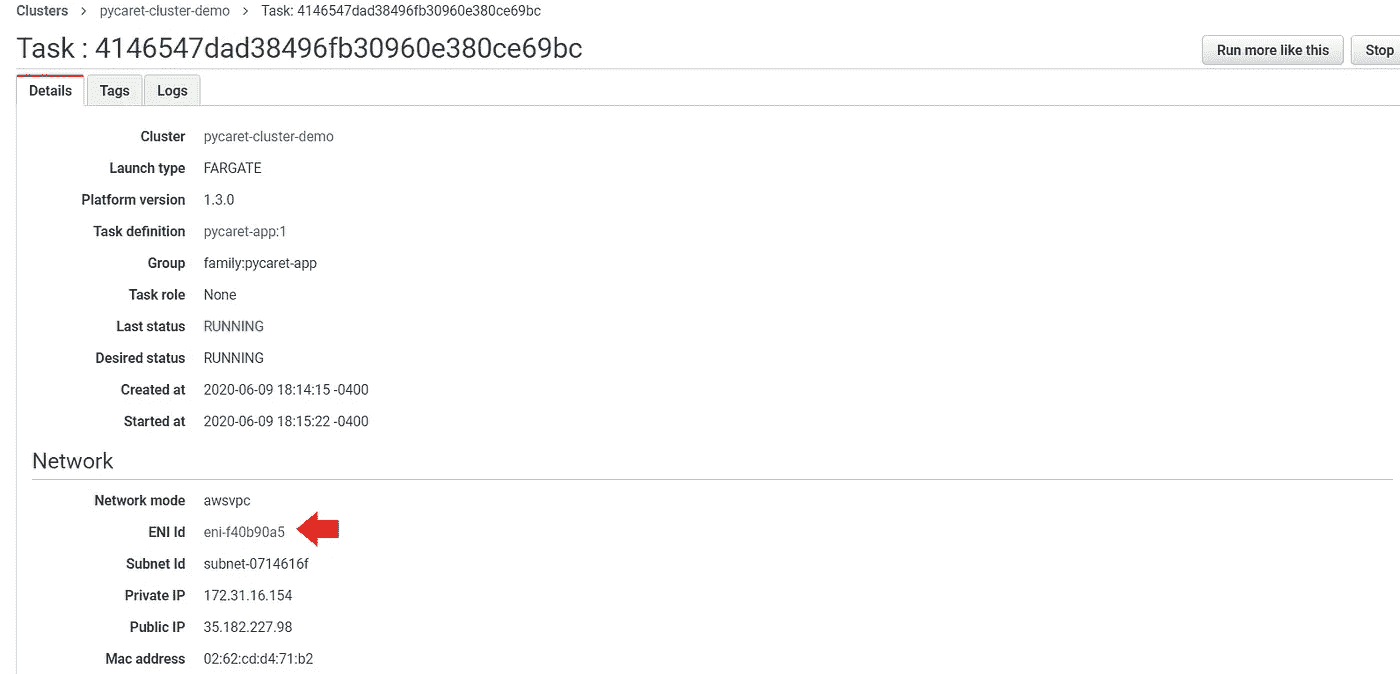 Clusters > pycaret-cluster-demo > Task: 4146547dad38496fb30960e380ce69bc
Task : 4146547dad38496fb30960e380ce69bc
Run more like this
Stop
Details Tags Logs
Cluster pycaret-cluster-demo
Launch type FARGATE
Platform version 1.3.0
Task definition pycaret-app:1
Group family:pycaret-app
Task role None
Last status RUNNING
Desired status RUNNING
Created at 2020-06-09 18:14:15 -0400
Started at 2020-06-09 18:15:22 -0400
Network
Network mode awsvpc
ENI Id eni-f40b90a5
Subnet Id subnet-0714616f
Private IP 172.31.16.154
Public IP 35.182.227.98
Mac address 02:62:cd:d4:71:b2